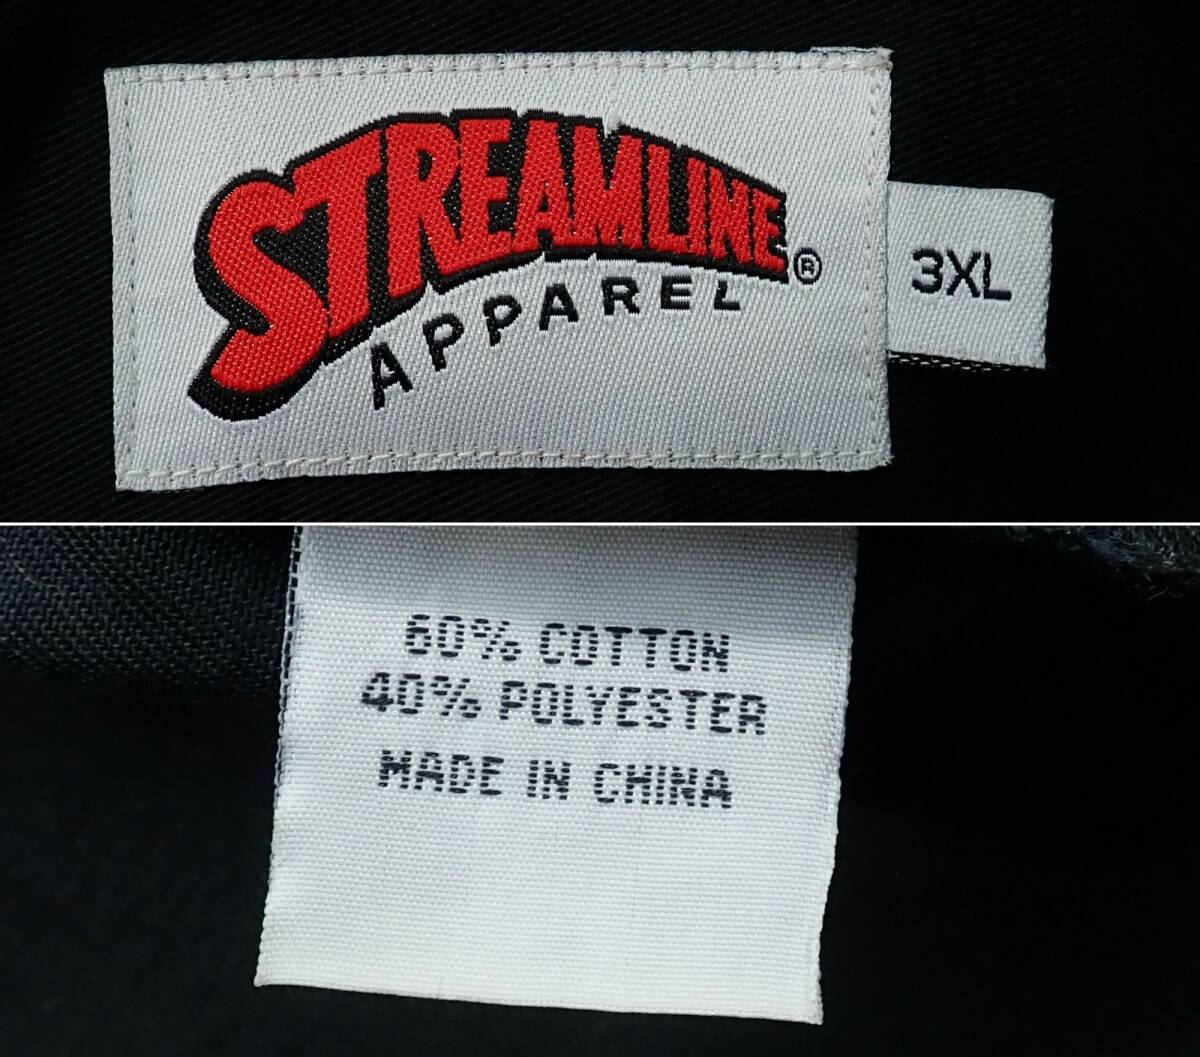 STREAMLINE®
APPAREL
3XL
60% COTTON
40% POLYESTER
MADE IN CHINA